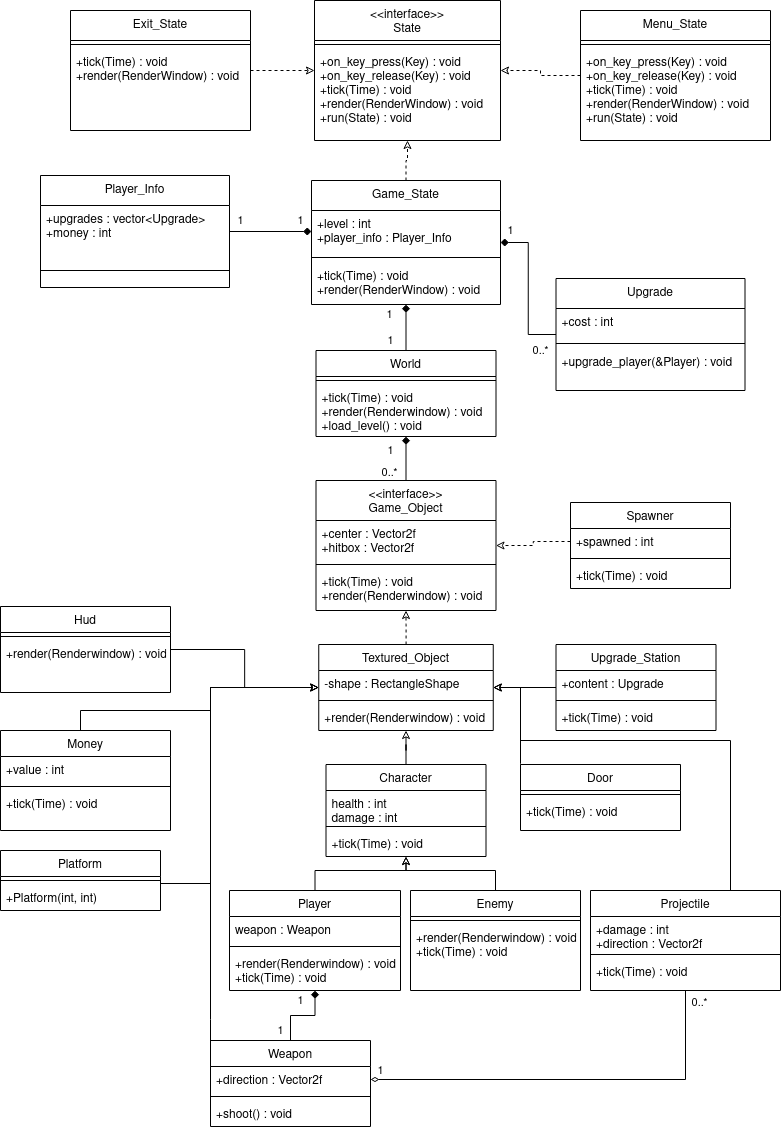 Exit_State
+tick(Time) : void
+render(RenderWindow) : void
<<interface>>
State
+on_key_press(Key) : void
+on_key_release(Key) : void
+tick(Time) : void
+render(RenderWindow) : void
+run(State) : void
Menu_State
+on_key_press(Key) : void
+on_key_release(Key) : void
+tick(Time) : void
+render(RenderWindow) : void
+run(State) : void
Player_Info
+upgrades : vector<Upgrade>
+money : int
1
1
Game_State
+level : int
+player_info : Player_Info
+tick(Time) : void
+render(RenderWindow) : void
1
0..*
Upgrade
+cost : int
+upgrade_player(&Player) : void
1
1
World
+tick(Time) : void
+render(Renderwindow) : void
+load_level() : void
1
0..*
<<interface>>
Game_Object
+center : Vector2f
+hitbox : Vector2f
+tick(Time) : void
+render(Renderwindow) : void
Spawner
+spawned : int
+tick(Time) : void
Hud
+render(Renderwindow) : void
Textured_Object
-shape : RectangleShape
+render(Renderwindow) : void
Upgrade_Station
+content : Upgrade
+tick(Time) : void
Money
+value : int
+tick(Time) : void
Character
health : int
damage : int
+tick(Time) : void
Door
+tick(Time) : void
Platform
+Platform(int, int)
Player
weapon : Weapon
+render(Renderwindow) : void
+tick(Time) : void
Enemy
+render(Renderwindow) : void
+tick(Time) : void
Projectile
+damage : int
+direction : Vector2f
+tick(Time) : void
1
1
0..*
Weapon
+direction : Vector2f
+shoot() : void
1